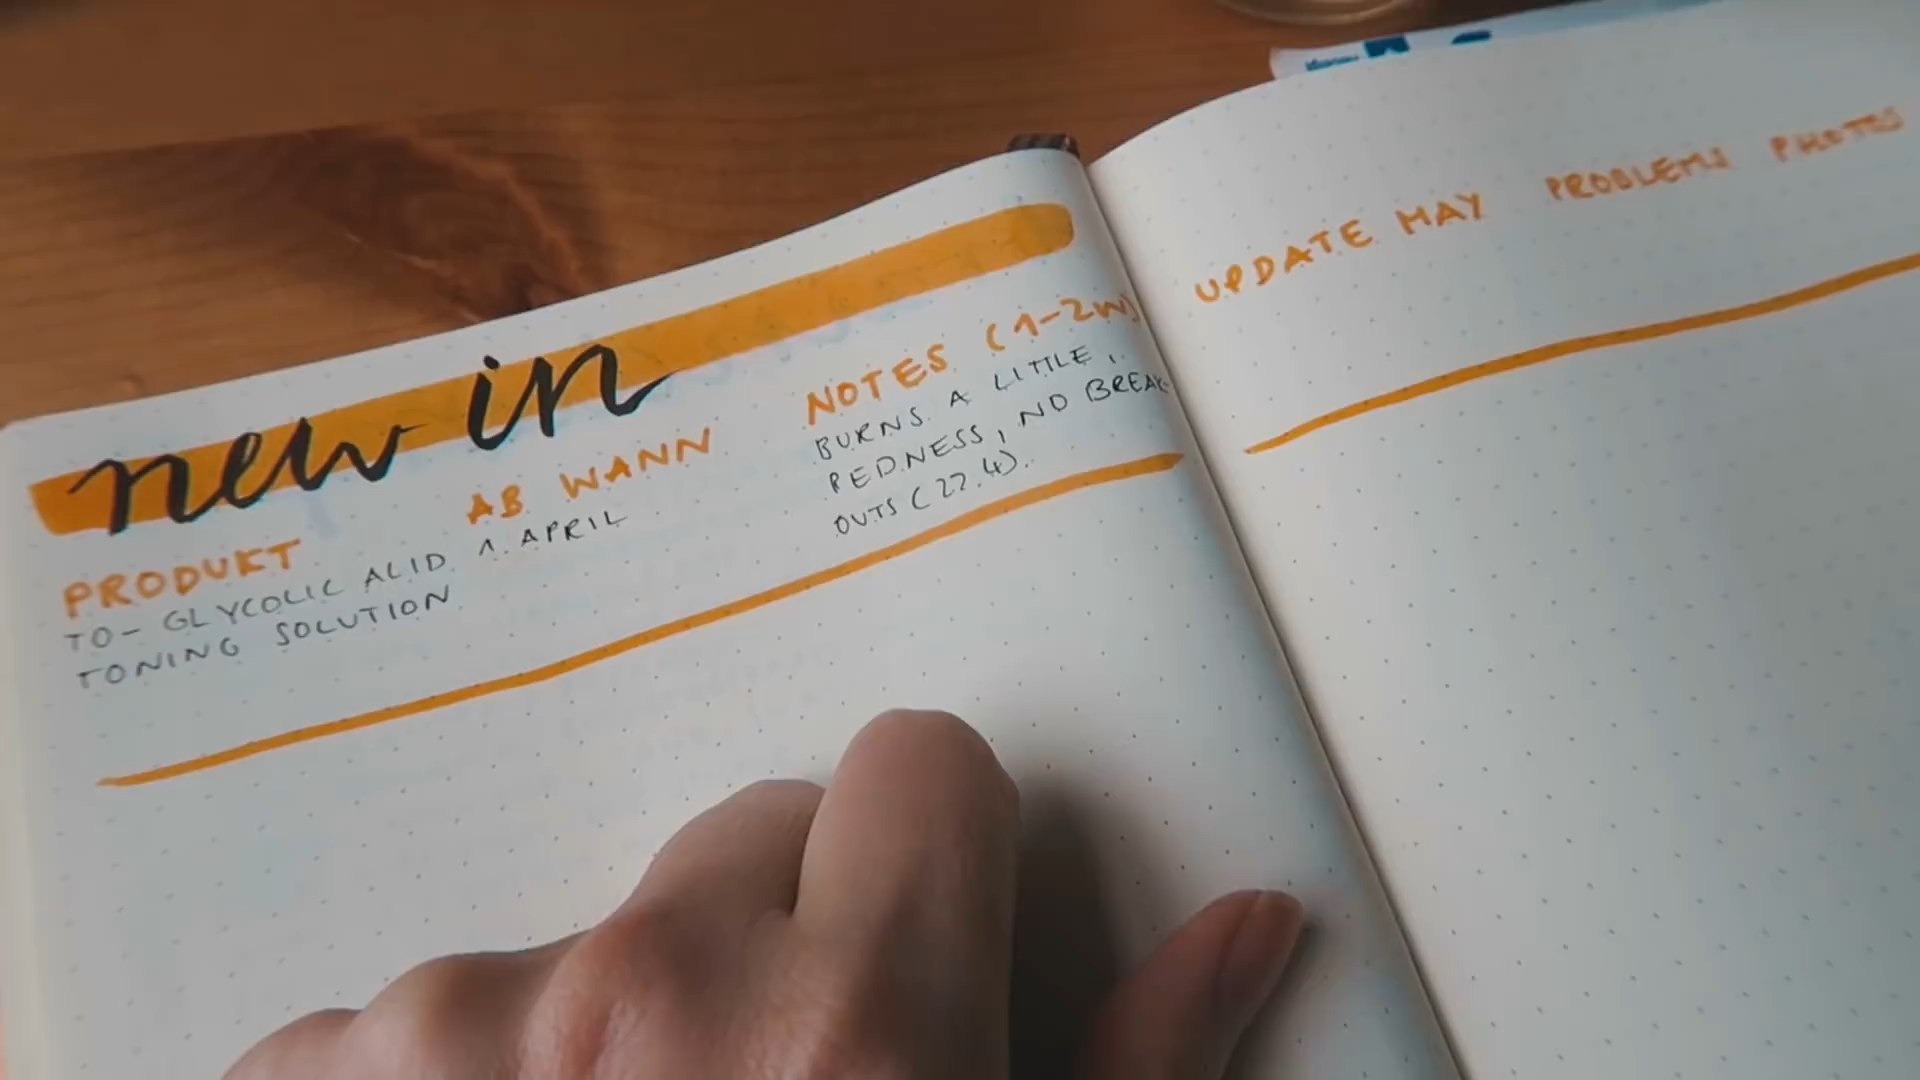 new in
PRODUKT
TO- GLYCOLIC ACID
TONING SOLUTION
AB WANN
1. APRIL
NOTES (1-2W)
BURNS A LITTLE,
REDNESS, NO BREAK-
OUTS (22.4).
UPDATE MAY
PROBLEMS
PHOTOS